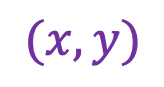 (x, y)